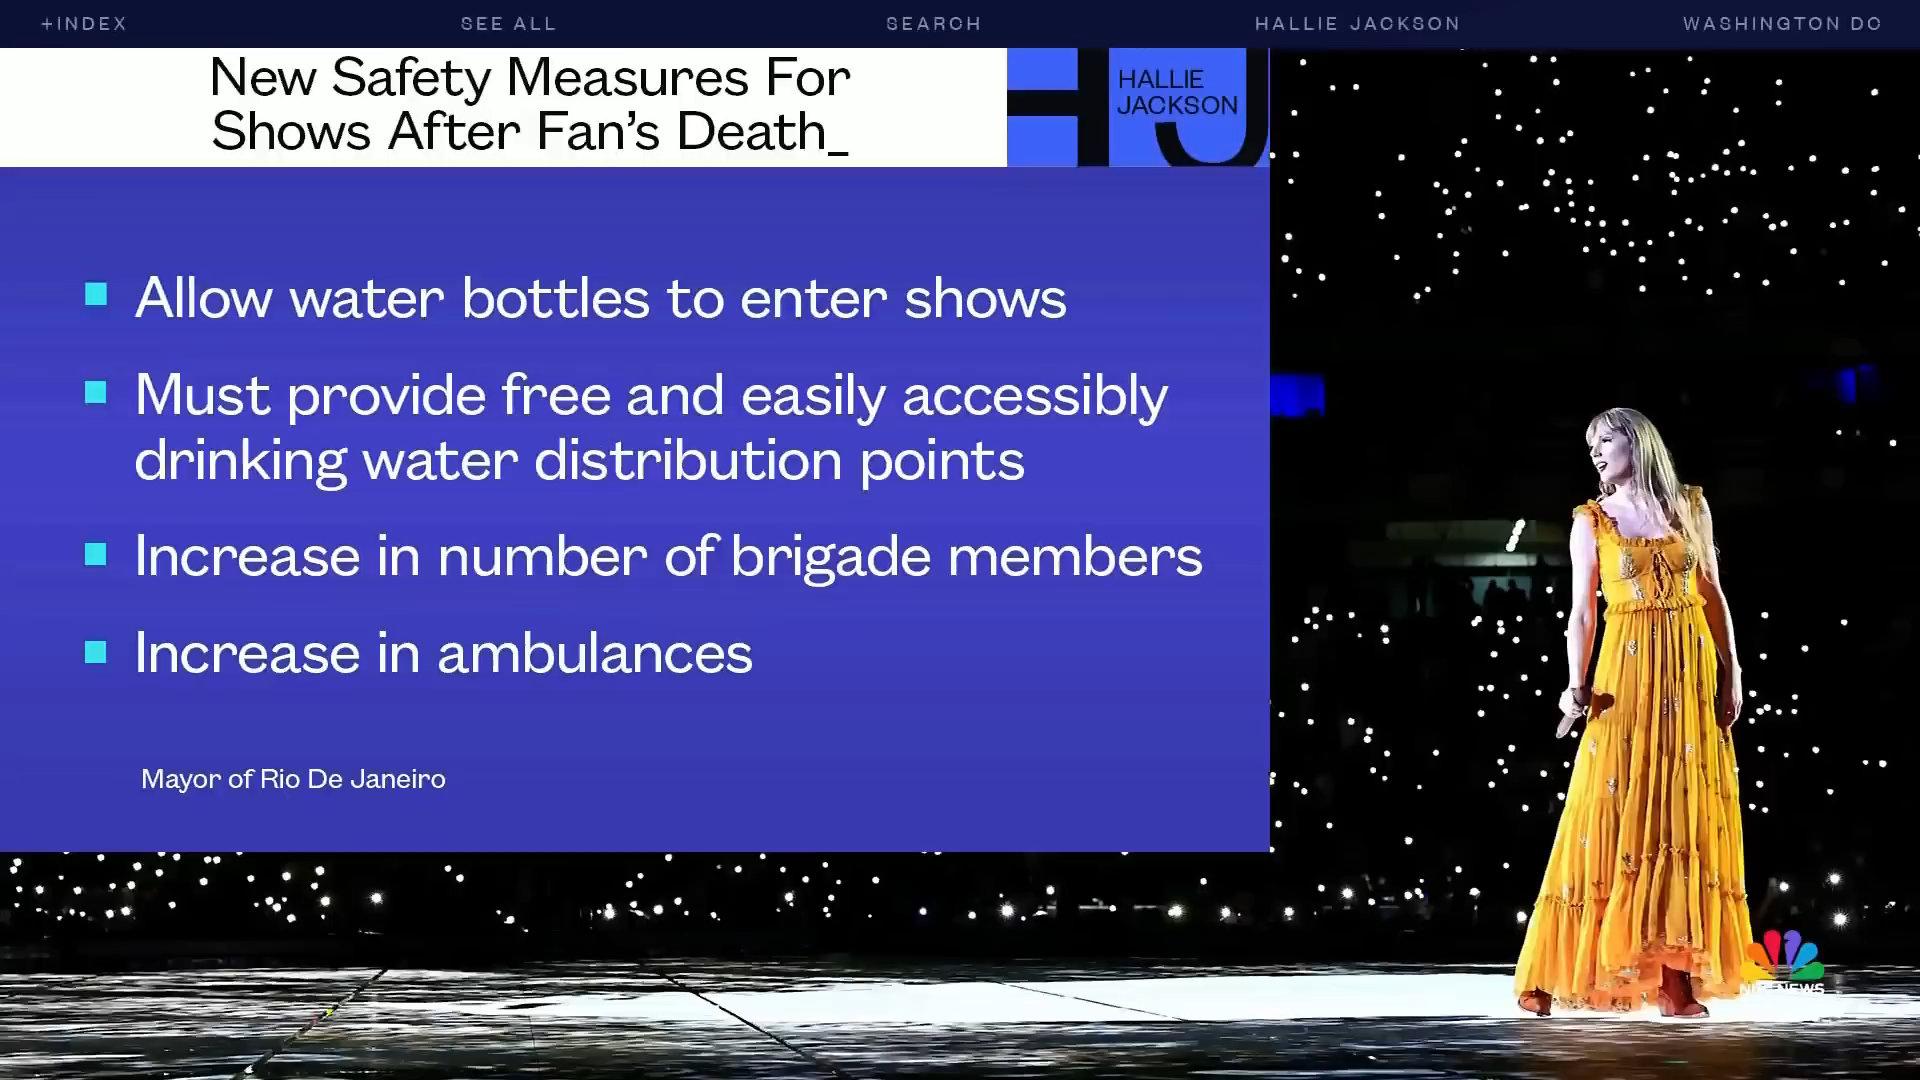 +INDEX
SEE ALL
SEARCH
HALLIE JACKSON
WASHINGTON DC
New Safety Measures For
Shows After Fan’s Death_
HALLIE
JACKSON
Allow water bottles to enter shows
Must provide free and easily accessibly
drinking water distribution points
Increase in number of brigade members
Increase in ambulances
Mayor of Rio De Janeiro
NBC NEWS